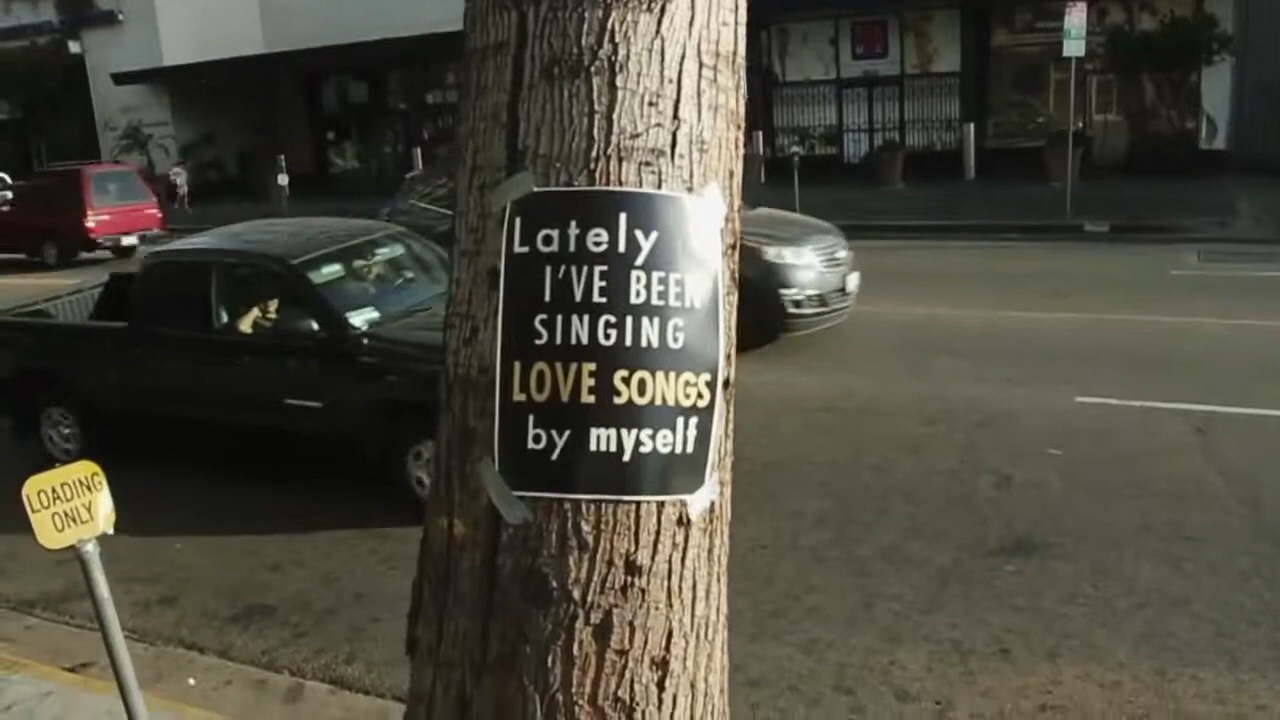 Lately
I'VE BEEN
SINGING
LOVE SONGS
by myself
LOADING
ONLY